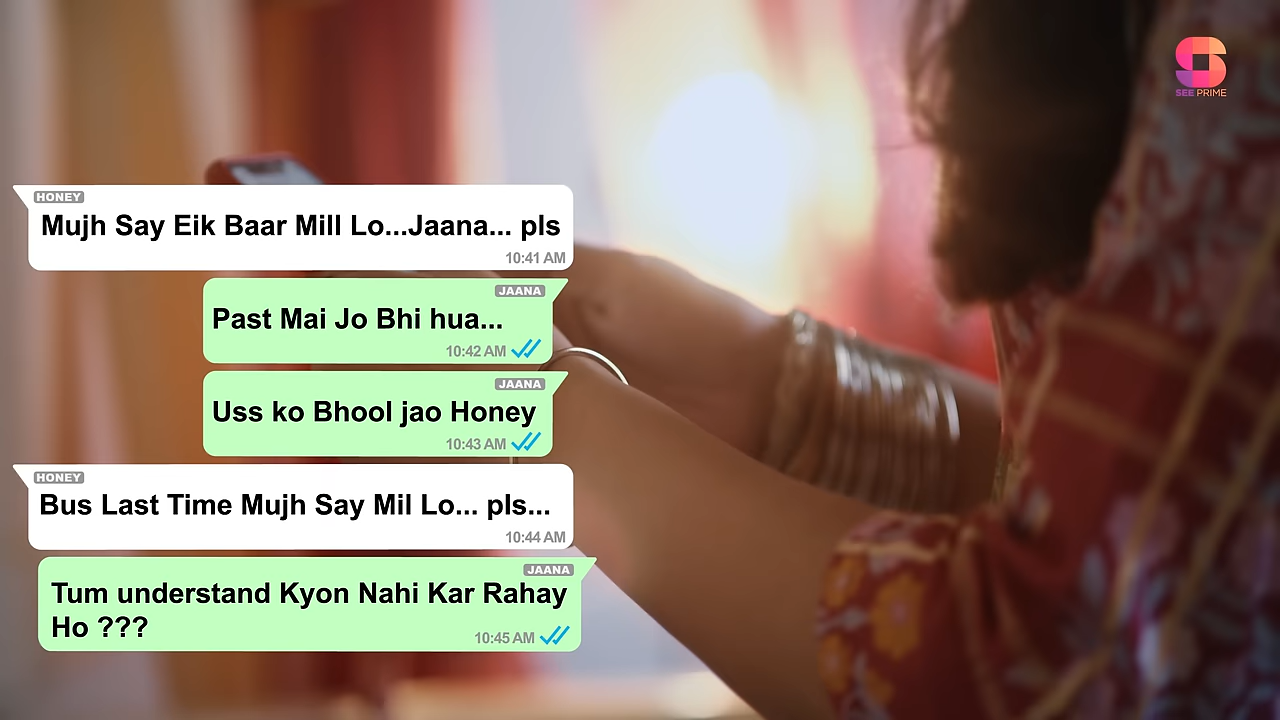 SEE PRIME
HONEY
Mujh Say Eik Baar Mill Lo...Jaana... pls
10:41 AM
JAANA
Past Mai Jo Bhi hua...
10:42 AM
JAANA
Uss ko Bhool jao Honey
10:43 AM
HONEY
Bus Last Time Mujh Say Mil Lo... pls...
10:44 AM
JAANA
Tum understand Kyon Nahi Kar Rahay
Ho ???
10:45 AM